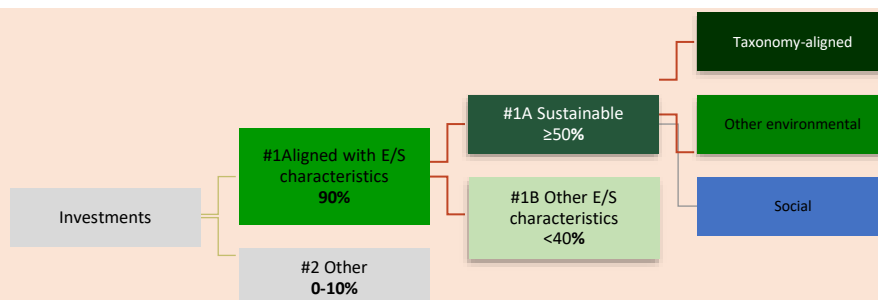 Investments
#1Aligned with E/S
characteristics
90%
#2 Other
0-10%
#1A Sustainable
≥50%
#1B Other E/S
characteristics
<40%
Taxonomy-aligned
Other environmental
Social